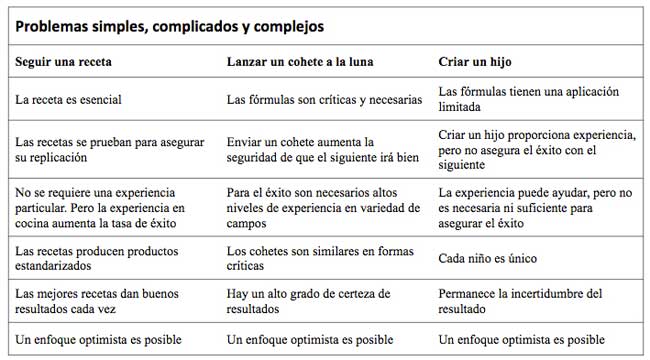 Problemas simples, complicados y complejos
Seguir una receta
Lanzar un cohete a la luna
Criar un hijo
La receta es esencial
Las fórmulas son críticas y necesarias
Las fórmulas tienen una aplicación
limitada
Las recetas se prueban para asegurar
su replicación
Enviar un cohete aumenta la
seguridad de que el siguiente irá bien
Criar un hijo proporciona experiencia,
pero no asegura el éxito con el
siguiente
No se requiere una experiencia
particular. Pero la experiencia en
cocina aumenta la tasa de éxito
Para el éxito son necesarios altos
niveles de experiencia en variedad de
campos
La experiencia puede ayudar, pero no
es necesaria ni suficiente para
asegurar el éxito
Las recetas producen productos
estandarizados
Los cohetes son similares en formas
críticas
Cada niño es único
Las mejores recetas dan buenos
resultados cada vez
Hay un alto grado de certeza de
resultados
Permanece la incertidumbre del
resultado
Un enfoque optimista es posible
Un enfoque optimista es posible
Un enfoque optimista es posible